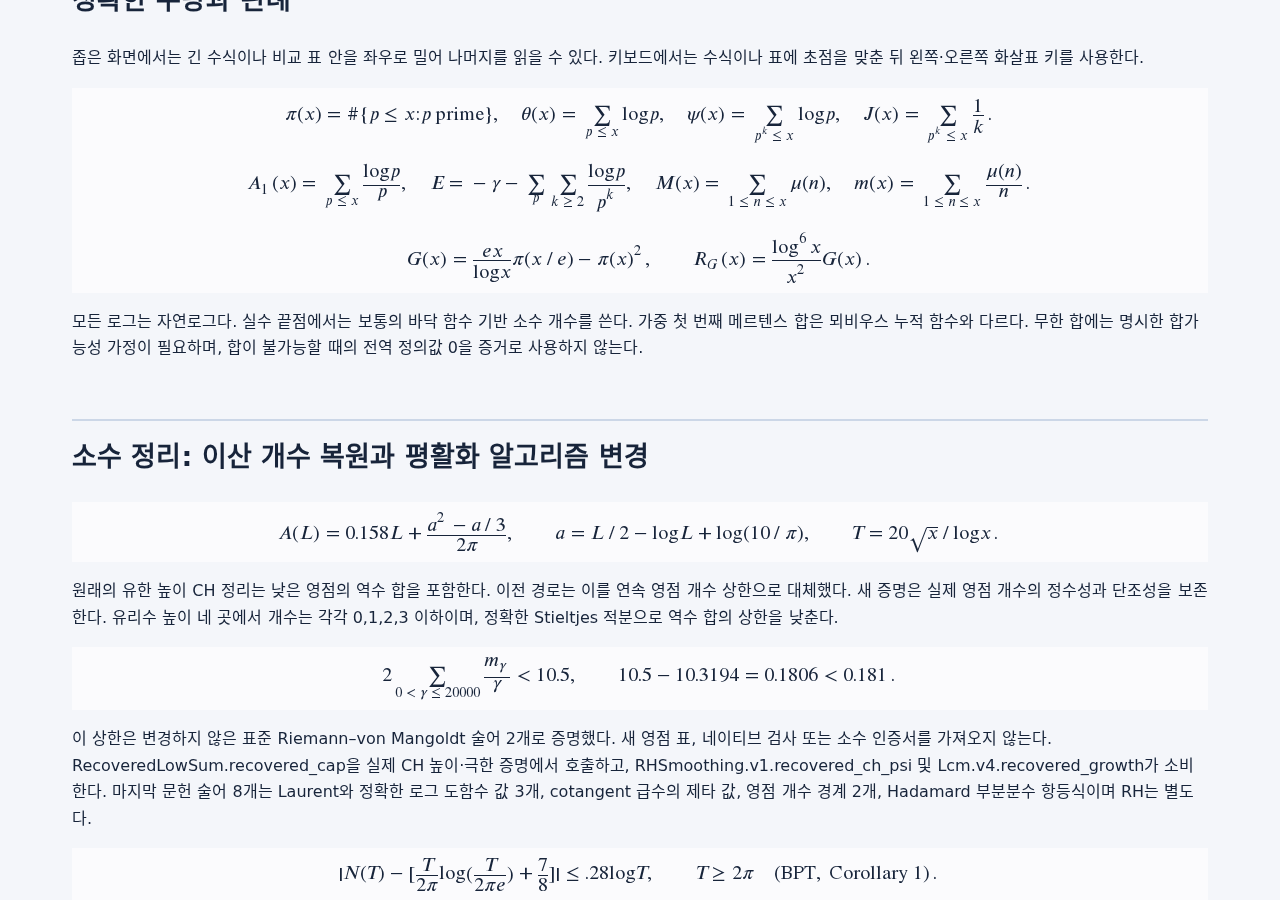 정확한 수량과 관례
좁은 화면에서는 긴 수식이나 비교 표 안을 좌우로 밀어 나머지를 읽을 수 있다. 키보드에서는 수식이나 표에 초점을 맞춘 뒤 왼쪽·오른쪽 화살표 키를 사용한다.
π(x) = #{p ≤ x:p prime}, θ(x) = ∑_{p ≤ x} log p, ψ(x) = ∑_{p^k ≤ x} log p, J(x) = ∑_{p^k ≤ x} 1/k.
A_1(x) = ∑_{p ≤ x} log p/p, E = − γ − ∑_p ∑_{k ≥ 2} log p/p^k, M(x) = ∑_{1 ≤ n ≤ x} μ(n), m(x) = ∑_{1 ≤ n ≤ x} μ(n)/n.
G(x) = ex/log x π(x / e) − π(x)^2, R_G(x) = log^6 x/x^2 G(x).
모든 로그는 자연로그다. 실수 끝점에서는 보통의 바닥 함수 기반 소수 개수를 쓴다. 가중 첫 번째 메르텐스 합은 뫼비우스 누적 함수와 다르다. 무한 합에는 명시한 합가
능성 가정이 필요하며, 합이 불가능할 때의 전역 정의값 0을 증거로 사용하지 않는다.
소수 정리: 이산 개수 복원과 평활화 알고리즘 변경
A(L) = 0.158L + (a^2 − a / 3)/2π, a = L / 2 − log L + log(10 / π), T = 20√x / log x.
원래의 유한 높이 CH 정리는 낮은 영점의 역수 합을 포함한다. 이전 경로는 이를 연속 영점 개수 상한으로 대체했다. 새 증명은 실제 영점 개수의 정수성과 단조성을 보존
한다. 유리수 높이 네 곳에서 개수는 각각 0,1,2,3 이하이며, 정확한 Stieltjes 적분으로 역수 합의 상한을 낮춘다.
2 ∑_{0 < γ ≤ 20000} m_γ/γ < 10.5, 10.5 − 10.3194 = 0.1806 < 0.181.
이 상한은 변경하지 않은 표준 Riemann–von Mangoldt 술어 2개로 증명했다. 새 영점 표, 네이티브 검사 또는 소수 인증서를 가져오지 않는다.
RecoveredLowSum.recovered_cap을 실제 CH 높이·극한 증명에서 호출하고, RHSmoothing.v1.recovered_ch_psi 및 Lcm.v4.recovered_growth가 소비
한다. 마지막 문헌 술어 8개는 Laurent와 정확한 로그 도함수 값 3개, cotangent 급수의 제타 값, 영점 개수 경계 2개, Hadamard 부분분수 항등식이며 RH는 별도
다.
|N(T) − [T/2π log(T/2πe) + 7/8]| ≤ .28log T, T ≥ 2π (BPT, Corollary 1).